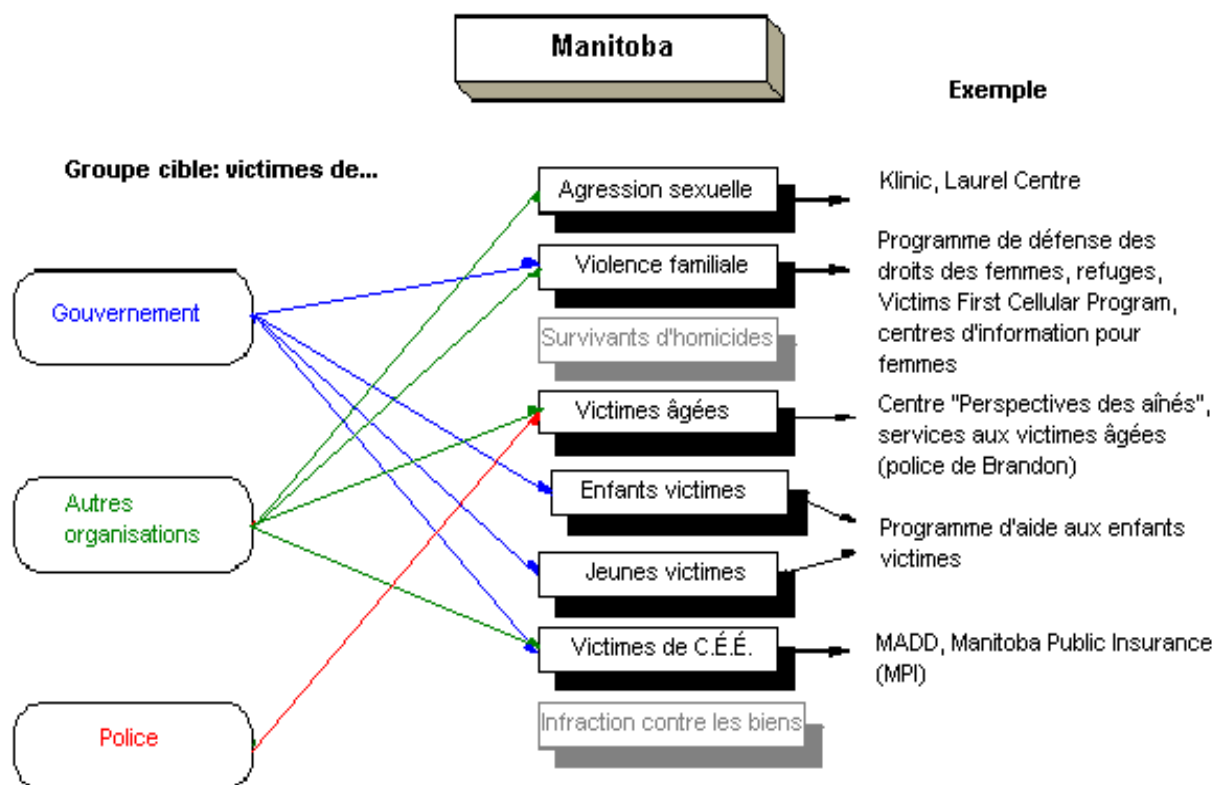 Manitoba
Exemple
Groupe cible: victimes de...
Gouvernement
Autres
organisations
Police
Agression sexuelle
Violence familiale
Survivants d'homicides
Victimes âgées
Enfants victimes
Jeunes victimes
Victimes de C.É.É.
Infraction contre les biens
Klinic, Laurel Centre
Programme de défense des
droits des femmes, refuges,
Victims First Cellular Program,
centres d'information pour
femmes
Centre "Perspectives des aînés",
services aux victimes âgées
(police de Brandon)
Programme d'aide aux enfants
victimes
MADD, Manitoba Public Insurance
(MPI)